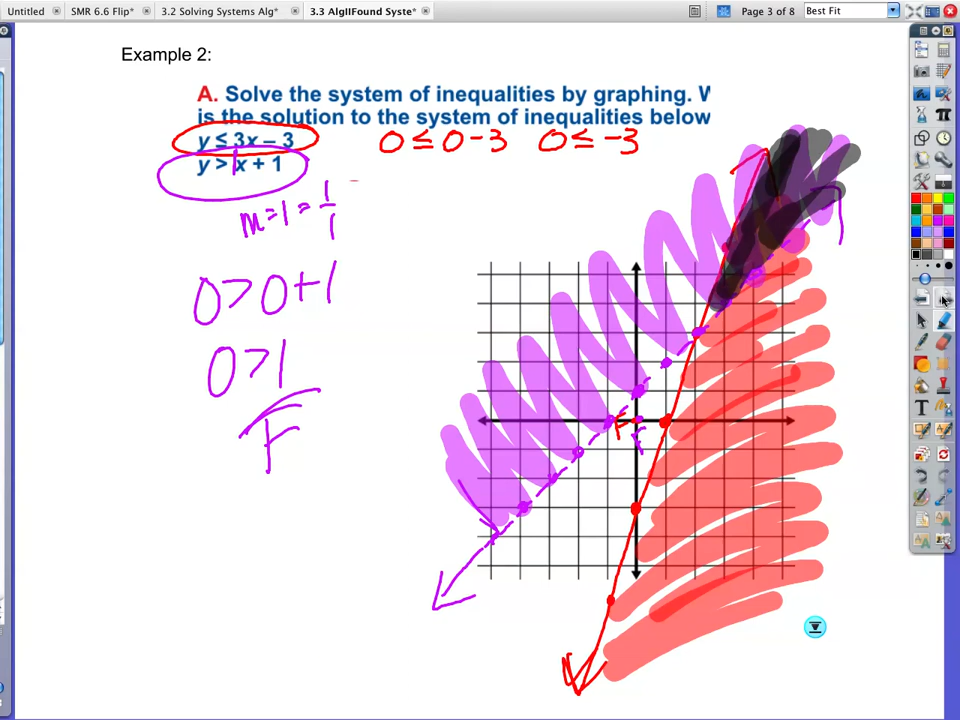 Untitled SMR 6.6 Flip* 3.2 Solving Systems Alg* 3.3 AlgIIFound Syste* Page 3 of 8 Best Fit
Example 2:
A. Solve the system of inequalities by graphing. W
is the solution to the system of inequalities below
y ≤ 3x – 3 0 ≤ 0-3 0 ≤ -3
y > 1x + 1
m=1=1/1
0>0+1
0>1
F
F
F
T